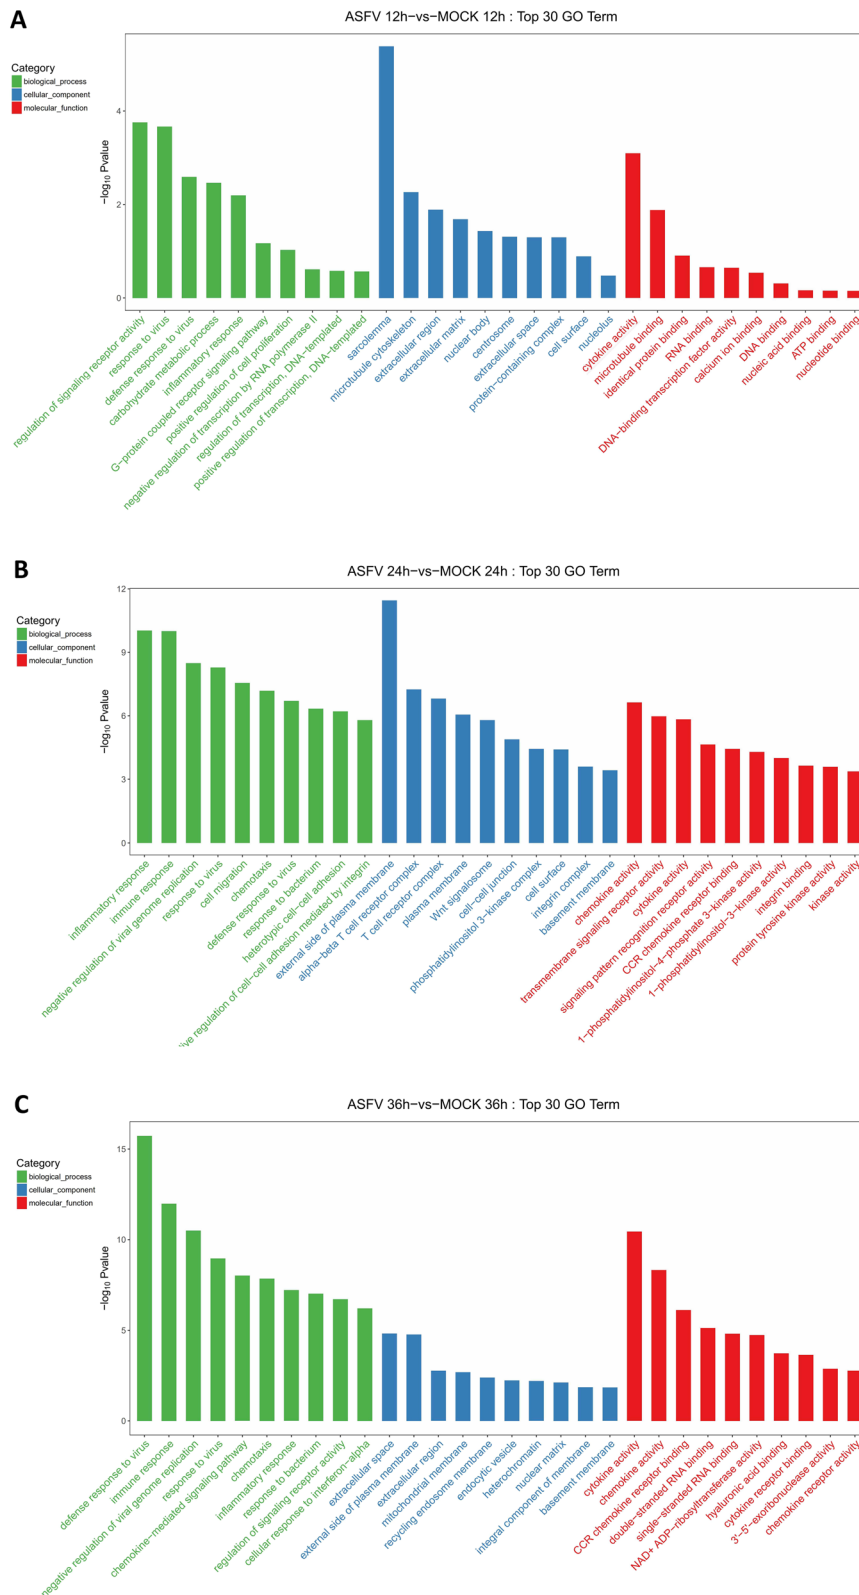 A
ASFV 12h−vs−MOCK 12h : Top 30 GO Term
Category
biological_process
cellular_component
molecular_function
−log10 Pvalue
4
2
0
regulation of signaling receptor activity
response to virus
defense response to virus
carbohydrate metabolic process
inflammatory response
G−protein coupled receptor signaling pathway
positive regulation of cell proliferation
negative regulation of transcription by RNA polymerase II
regulation of transcription, DNA−templated
positive regulation of transcription, DNA−templated
sarcolemma
microtubule cytoskeleton
extracellular region
extracellular matrix
nuclear body
centrosome
extracellular space
protein−containing complex
cell surface
nucleolus
cytokine activity
microtubule binding
identical protein binding
RNA binding
DNA−binding transcription factor activity
calcium ion binding
DNA binding
nucleic acid binding
ATP binding
nucleotide binding
B
ASFV 24h−vs−MOCK 24h : Top 30 GO Term
Category
biological_process
cellular_component
molecular_function
−log10 Pvalue
12
9
6
3
0
inflammatory response
immune response
negative regulation of viral genome replication
response to virus
cell migration
chemotaxis
defense response to virus
response to bacterium
heterotypic cell−cell adhesion
tive regulation of cell−cell adhesion mediated by integrin
external side of plasma membrane
alpha−beta T cell receptor complex
T cell receptor complex
plasma membrane
Wnt signalosome
cell−cell junction
phosphatidylinositol 3−kinase complex
cell surface
integrin complex
basement membrane
chemokine activity
transmembrane signaling receptor activity
cytokine activity
signaling pattern recognition receptor activity
CCR chemokine receptor binding
1−phosphatidylinositol−4−phosphate 3−kinase activity
1−phosphatidylinositol−3−kinase activity
integrin binding
protein tyrosine kinase activity
kinase activity
C
ASFV 36h−vs−MOCK 36h : Top 30 GO Term
Category
biological_process
cellular_component
molecular_function
−log10 Pvalue
15
10
5
0
defense response to virus
immune response
negative regulation of viral genome replication
response to virus
chemokine−mediated signaling pathway
chemotaxis
inflammatory response
response to bacterium
regulation of signaling receptor activity
cellular response to interferon−alpha
extracellular space
external side of plasma membrane
extracellular region
mitochondrial membrane
recycling endosome membrane
endocytic vesicle
heterochromatin
nuclear matrix
integral component of membrane
basement membrane
cytokine activity
chemokine activity
CCR chemokine receptor binding
double−stranded RNA binding
single−stranded RNA binding
NAD+ ADP−ribosyltransferase activity
hyaluronic acid binding
cytokine receptor binding
3'−5'−exoribonuclease activity
chemokine receptor activity